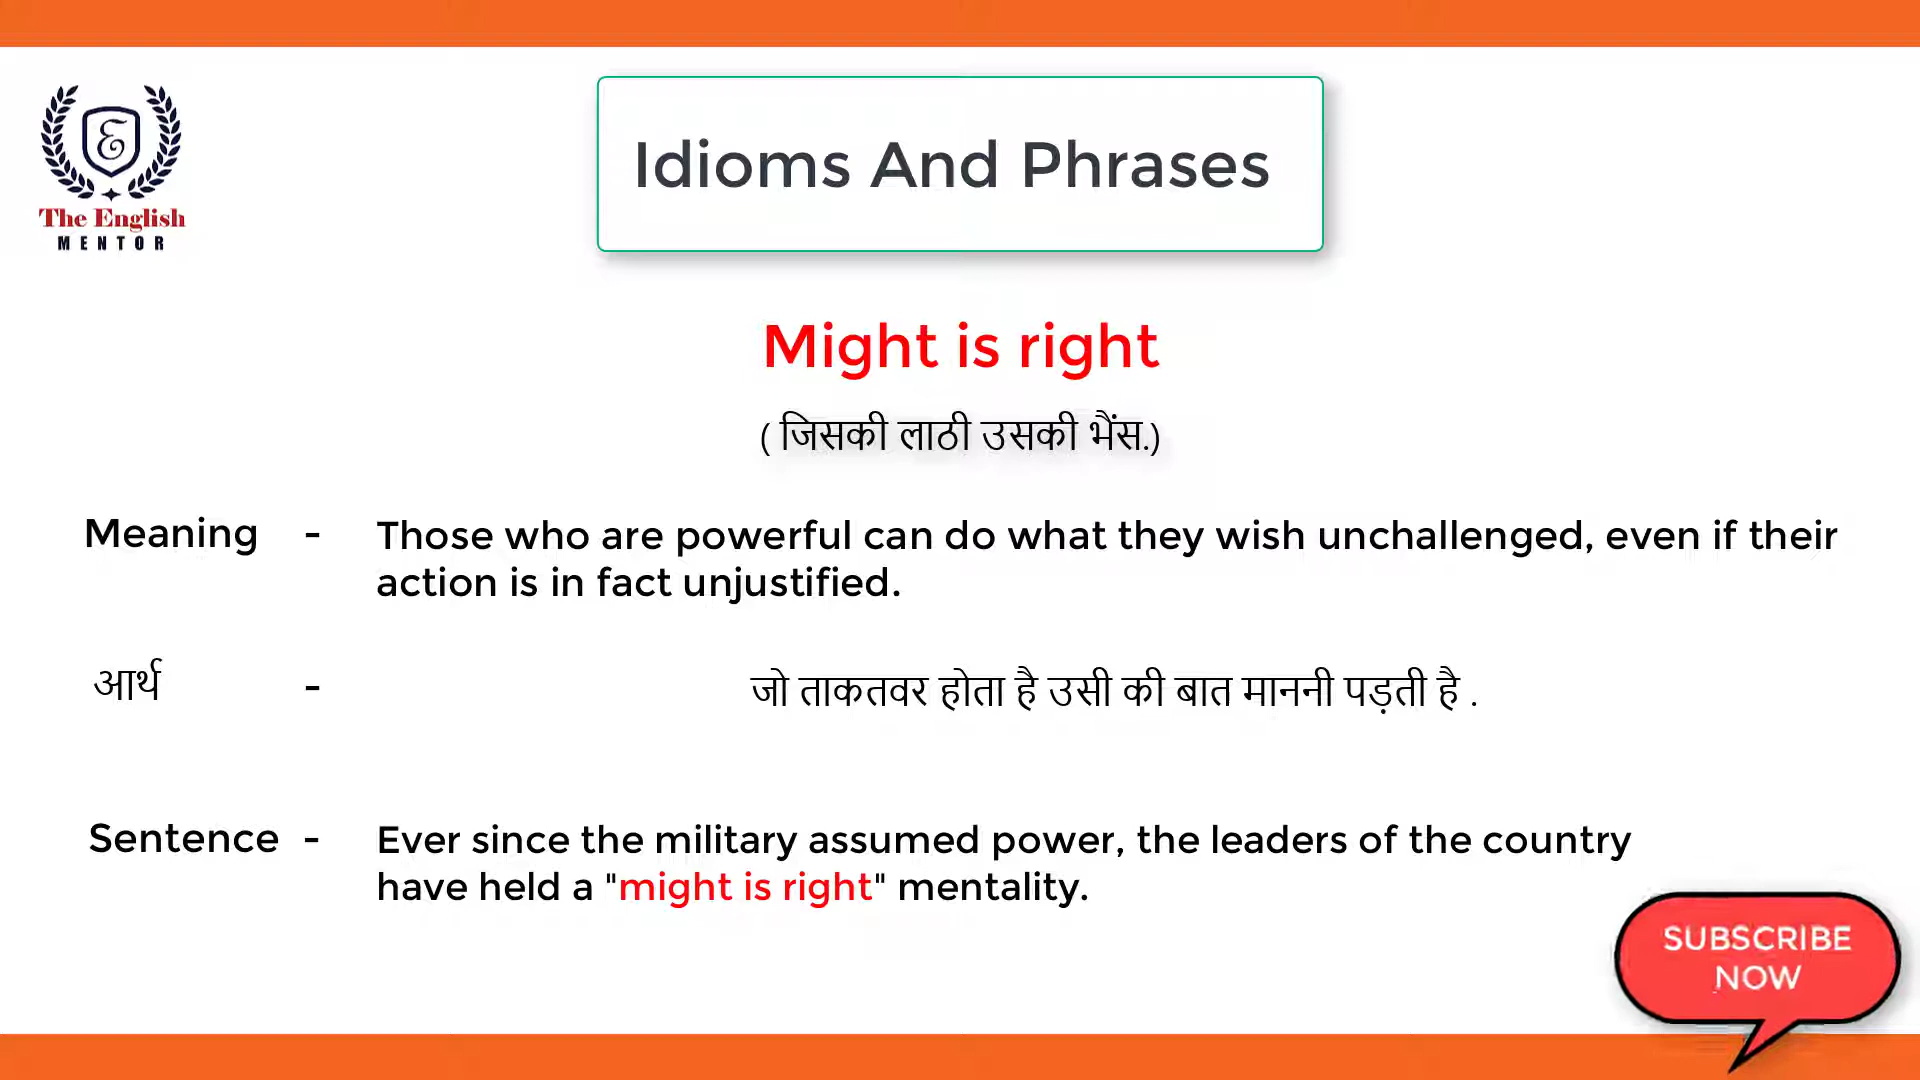 Idioms And Phrases
E
The English
MENTOR
Might is right
( जिसकी लाठी उसकी भैंस.)
Meaning - Those who are powerful can do what they wish unchallenged, even if their
action is in fact unjustified.
आर्थ - जो ताकतवर होता है उसी की बात माननी पड़ती है .
Sentence - Ever since the military assumed power, the leaders of the country
have held a "might is right" mentality.
SUBSCRIBE
NOW